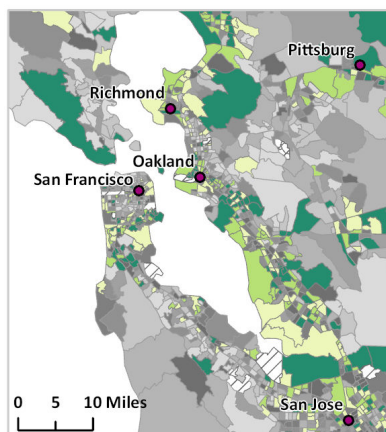 Pittsburg
Richmond
Oakland
San Francisco
0 5 10 Miles
San Jose